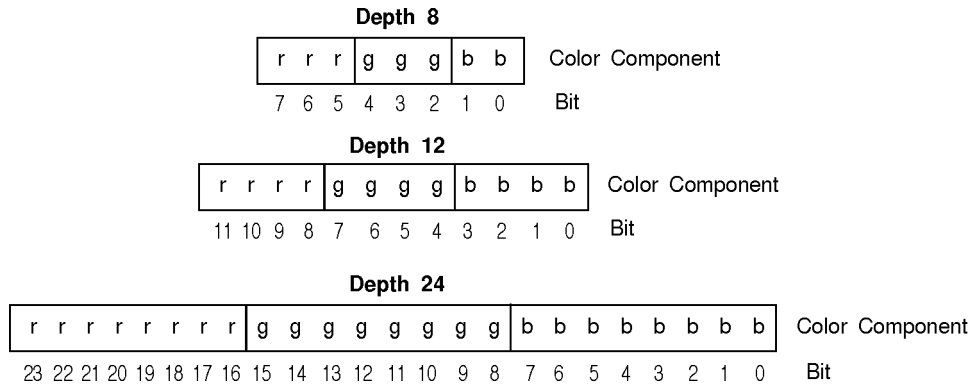 Depth 8
r r r g g g b b Color Component
7 6 5 4 3 2 1 0 Bit
Depth 12
r r r r g g g g b b b b Color Component
11 10 9 8 7 6 5 4 3 2 1 0 Bit
Depth 24
r r r r r r r r g g g g g g g g b b b b b b b b Color Component
23 22 21 20 19 18 17 16 15 14 13 12 11 10 9 8 7 6 5 4 3 2 1 0 Bit